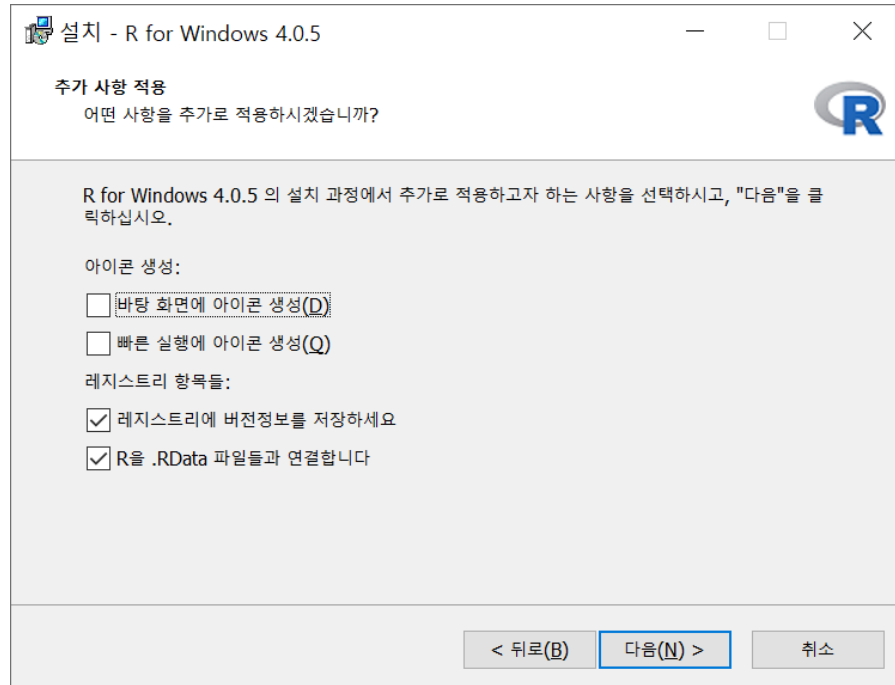 설치 - R for Windows 4.0.5
추가 사항 적용
어떤 사항을 추가로 적용하시겠습니까?
R
R for Windows 4.0.5 의 설치 과정에서 추가로 적용하고자 하는 사항을 선택하시고, "다음"을 클
릭하십시오.
아이콘 생성:
바탕 화면에 아이콘 생성(D)
빠른 실행에 아이콘 생성(Q)
레지스트리 항목들:
레지스트리에 버전정보를 저장하세요
R을 .RData 파일들과 연결합니다
< 뒤로(B) 다음(N) > 취소